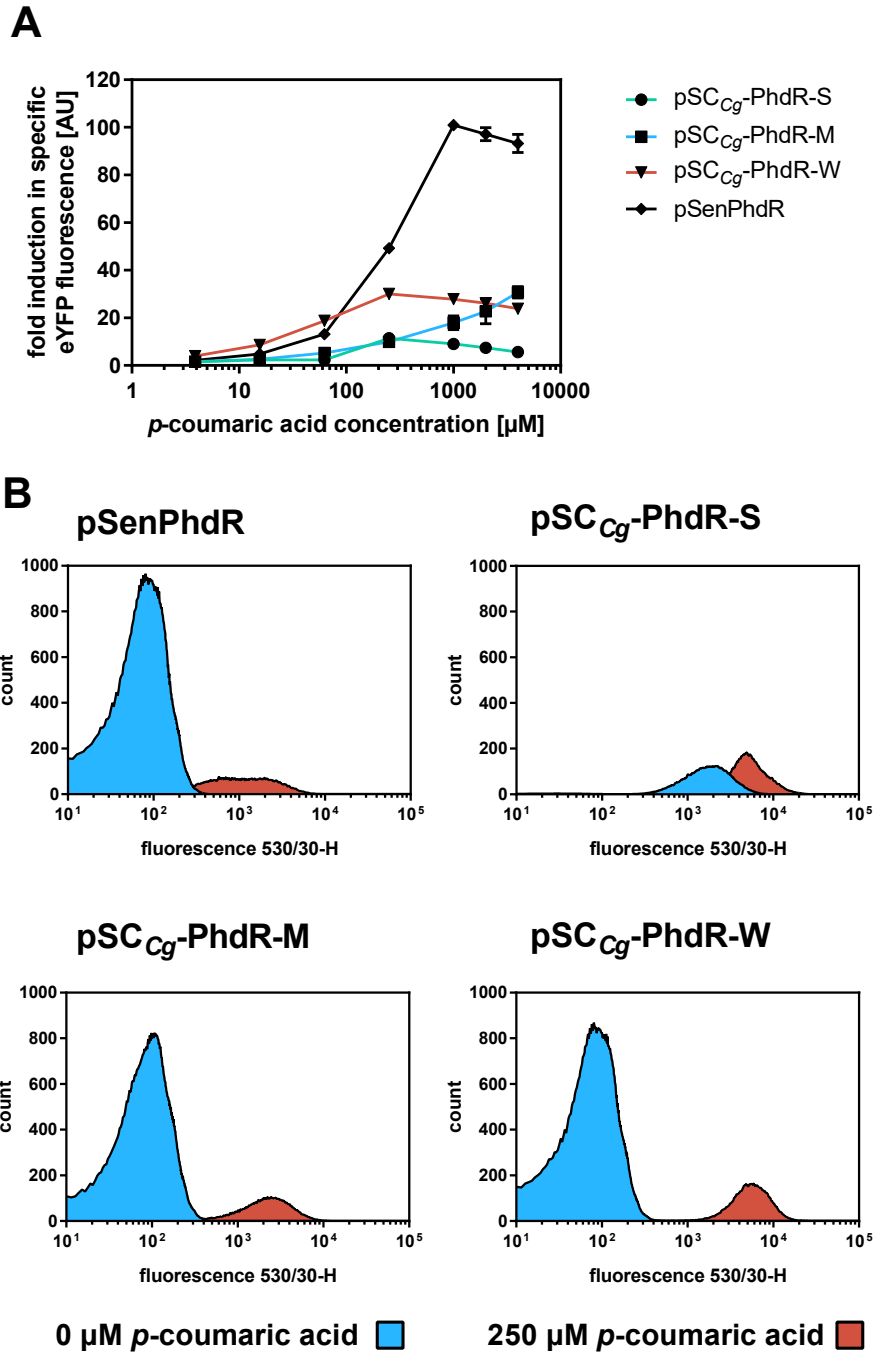 A
fold induction in specific
eYFP fluorescence [AU]
120
100
80
60
40
20
0
1
10
100
1000
10000
p-coumaric acid concentration [µM]
pSCCg-PhdR-S
pSCCg-PhdR-M
pSCCg-PhdR-W
pSenPhdR
B
pSenPhdR
count
1000
800
600
400
200
0
10¹
10²
10³
10⁴
10⁵
fluorescence 530/30-H
pSCCg-PhdR-S
count
1000
800
600
400
200
0
10¹
10²
10³
10⁴
10⁵
fluorescence 530/30-H
pSCCg-PhdR-M
count
1000
800
600
400
200
0
10¹
10²
10³
10⁴
10⁵
fluorescence 530/30-H
pSCCg-PhdR-W
count
1000
800
600
400
200
0
10¹
10²
10³
10⁴
10⁵
fluorescence 530/30-H
0 µM p-coumaric acid
250 µM p-coumaric acid